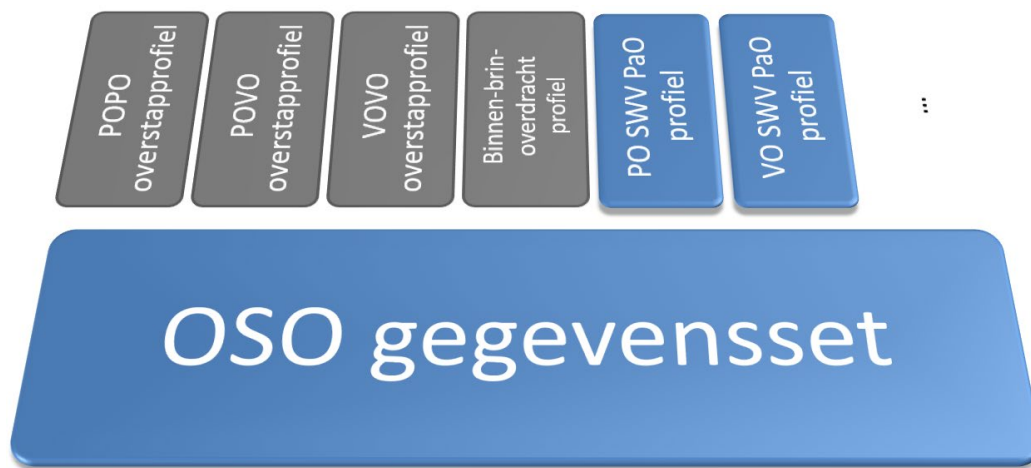 POPO
overstapprofiel
POVO
overstapprofiel
VOVO
overstapprofiel
Binnen-brin-
overdracht
profiel
PO SWV PaO
profiel
VO SWV PaO
profiel
...
OSO gegevensset